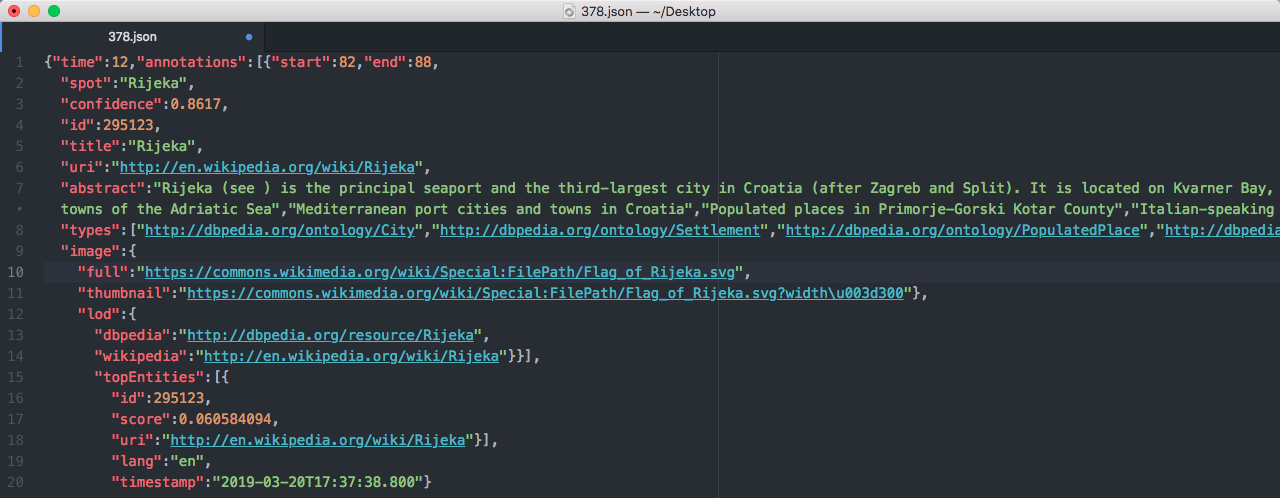 378.json — ~/Desktop
378.json
1 {"time":12,"annotations":[{"start":82,"end":88,
2 "spot":"Rijeka",
3 "confidence":0.8617,
4 "id":295123,
5 "title":"Rijeka",
6 "uri":"http://en.wikipedia.org/wiki/Rijeka",
7 "abstract":"Rijeka (see ) is the principal seaport and the third-largest city in Croatia (after Zagreb and Split). It is located on Kvarner Bay,
• towns of the Adriatic Sea","Mediterranean port cities and towns in Croatia","Populated places in Primorje-Gorski Kotar County","Italian-speaking
8 "types":["http://dbpedia.org/ontology/City","http://dbpedia.org/ontology/Settlement","http://dbpedia.org/ontology/PopulatedPlace","http://dbpedia
9 "image":{
10 "full":"https://commons.wikimedia.org/wiki/Special:FilePath/Flag_of_Rijeka.svg",
11 "thumbnail":"https://commons.wikimedia.org/wiki/Special:FilePath/Flag_of_Rijeka.svg?width\u003d300"},
12 "lod":{
13 "dbpedia":"http://dbpedia.org/resource/Rijeka",
14 "wikipedia":"http://en.wikipedia.org/wiki/Rijeka"}}],
15 "topEntities":[{
16 "id":295123,
17 "score":0.060584094,
18 "uri":"http://en.wikipedia.org/wiki/Rijeka"}],
19 "lang":"en",
20 "timestamp":"2019-03-20T17:37:38.800"}